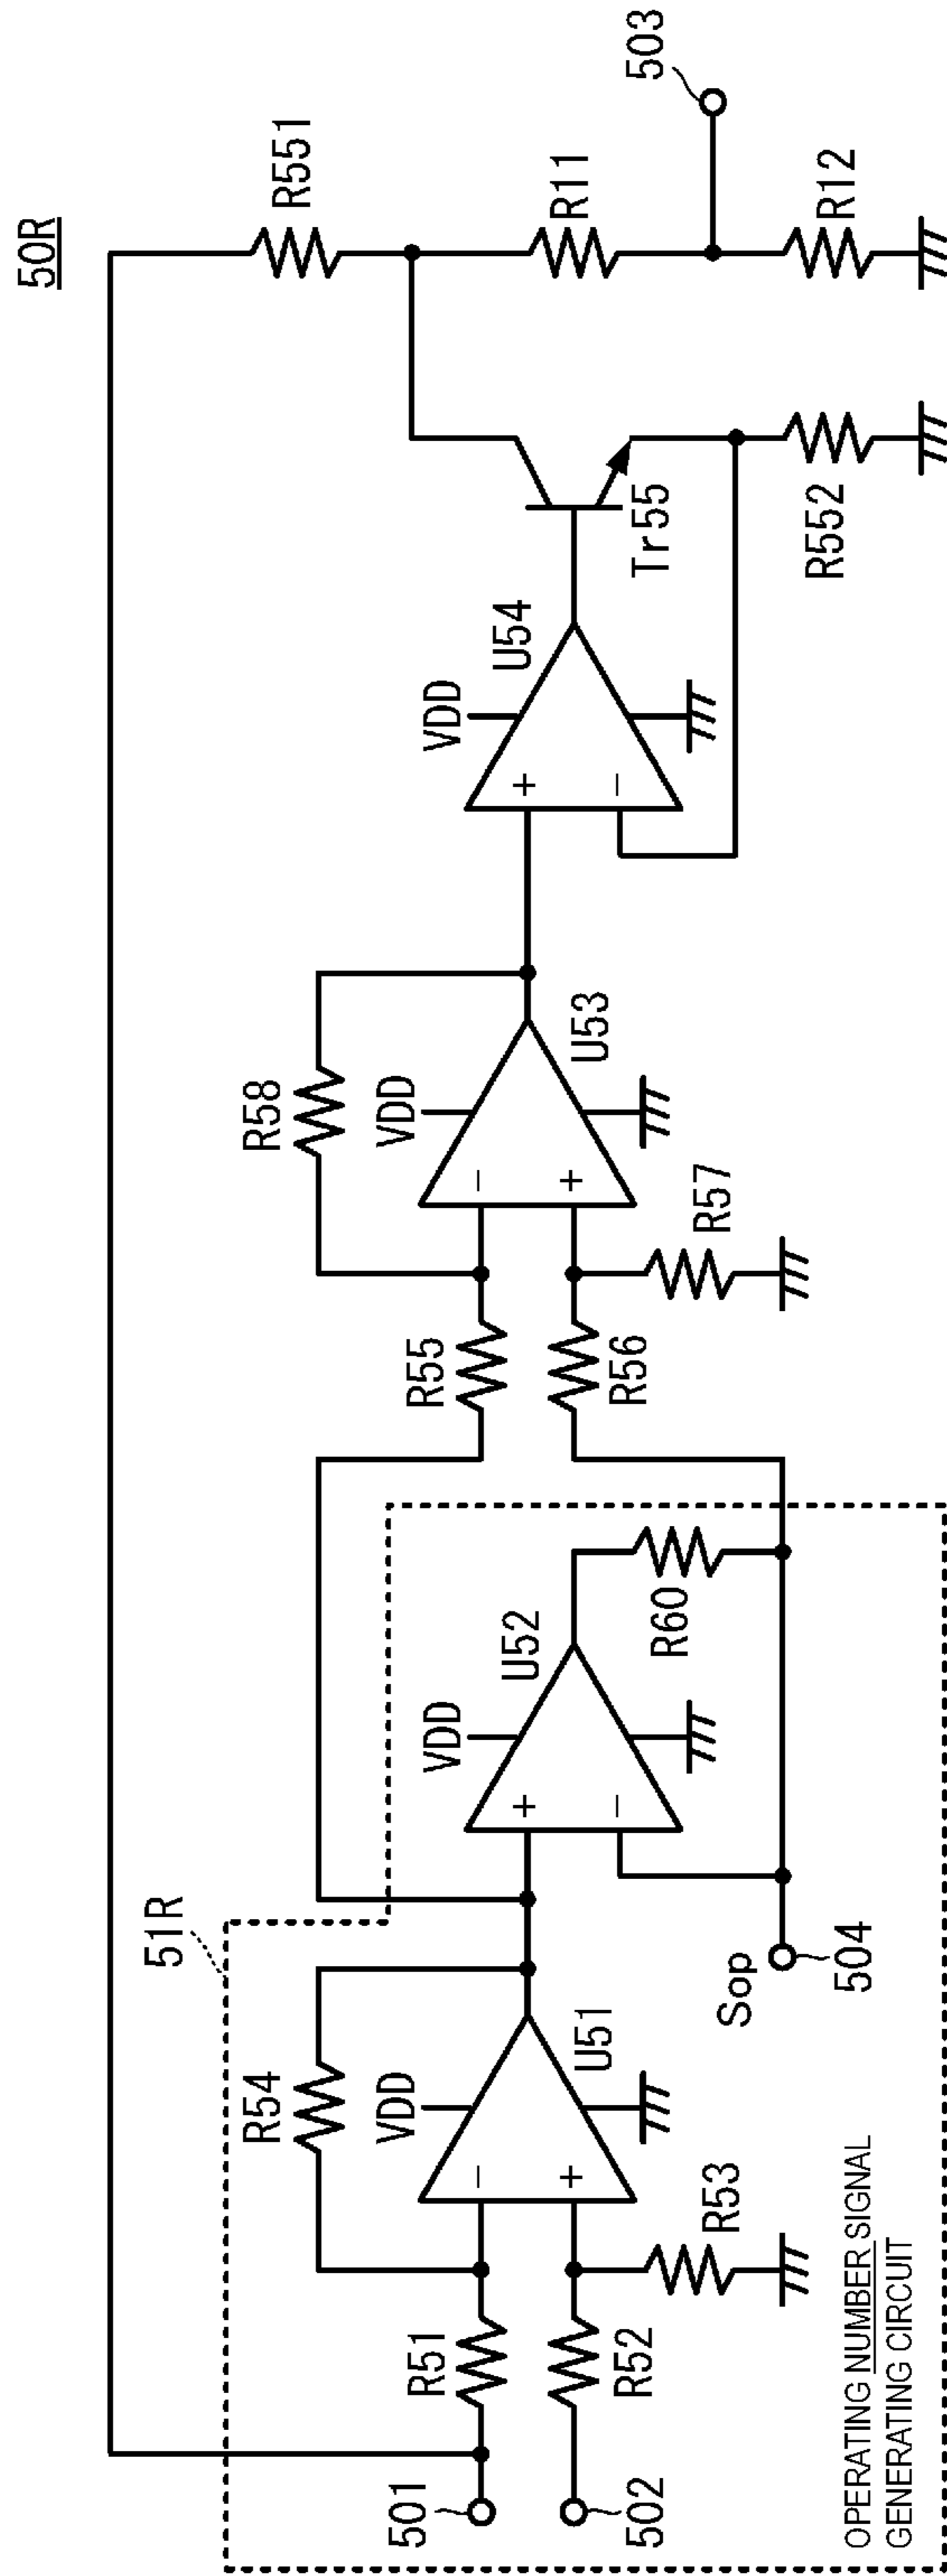 50R
R551
R11
503
R12
Tr55
R552
VDD
U54
+
−
R58
VDD
U53
−
+
R57
R55
R56
VDD
U52
+
−
R60
51R
R54
VDD
U51
−
+
R53
Sop
504
R51
R52
501
502
OPERATING NUMBER SIGNAL
GENERATING CIRCUIT